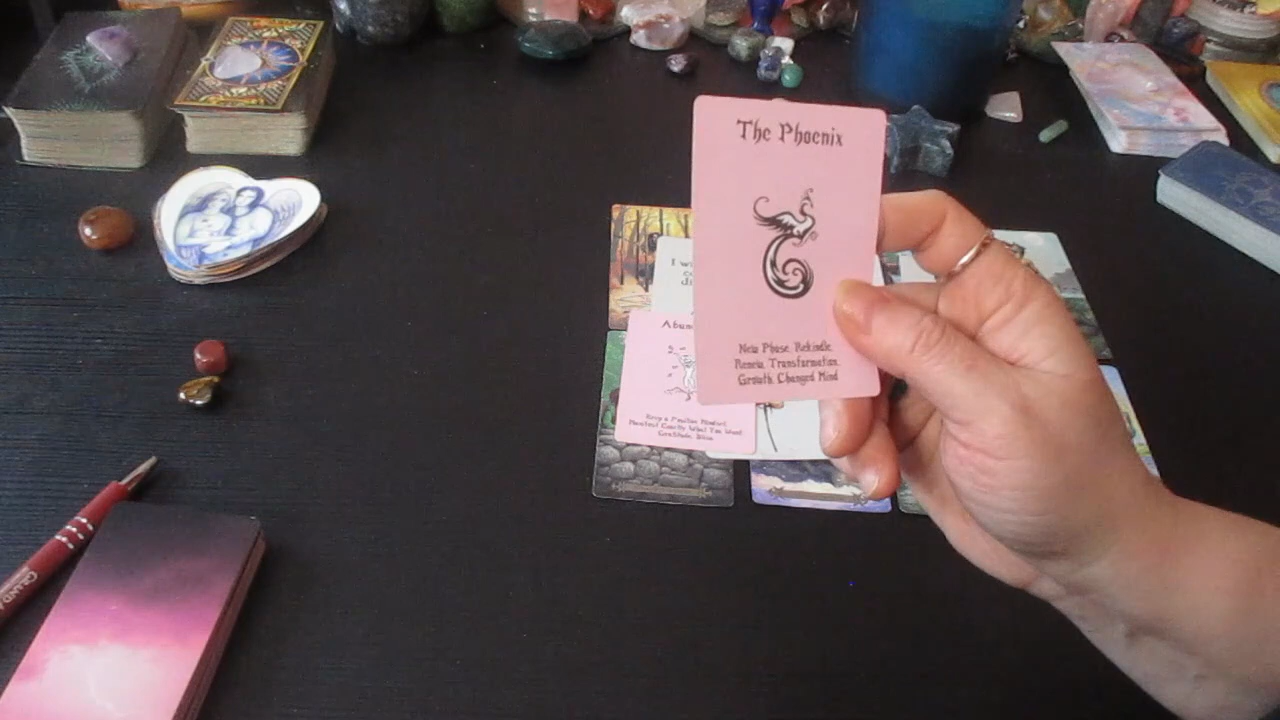 The Phoenix
New Phase. Rekindle.
Renew. Transformation.
Growth. Changed Mind
I
Abun
Keep a Positive Mindset.
Manifest Exactly What You Want.
Gratitude. Bliss